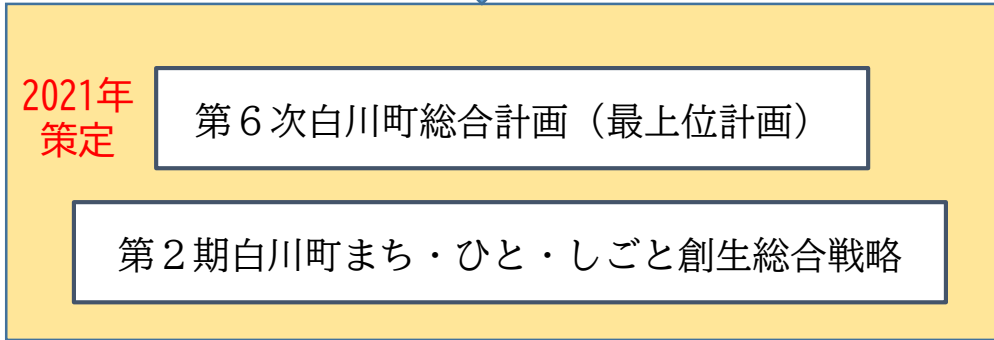 2021年
策定
第６次白川町総合計画（最上位計画）
第２期白川町まち・ひと・しごと創生総合戦略